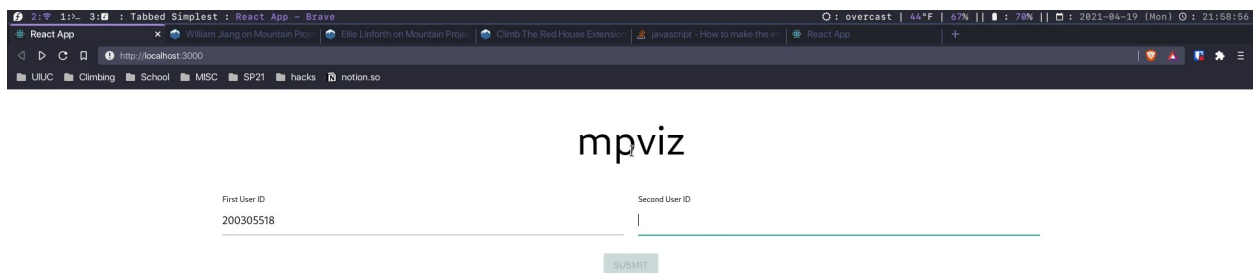 2: 1:>_ 3: : Tabbed Simplest : React App - Brave
: overcast | 44°F | 67% || : 70% || : 2021-04-19 (Mon) : 21:58:56
React App
William Jiang on Mountain Proje
Ellie Linforth on Mountain Projec
Climb The Red House Extension
javascript - How to make the en
React App
http://localhost:3000
UIUC Climbing School MISC SP21 hacks notion.so
mpviz
First User ID
Second User ID
200305518
SUBMIT